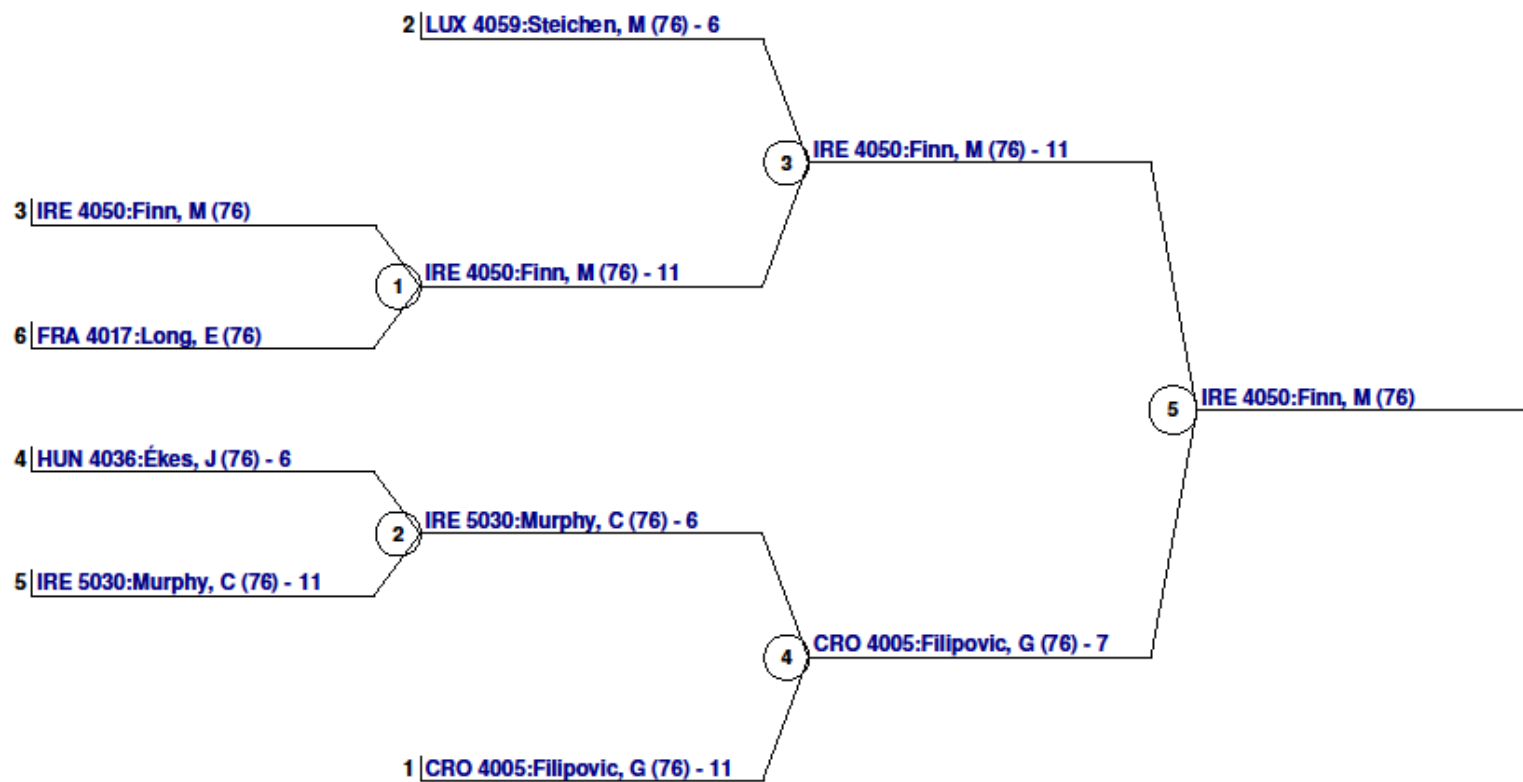 2 LUX 4059:Steichen, M (76) - 6
3 IRE 4050:Finn, M (76) - 11
3 IRE 4050:Finn, M (76)
1 IRE 4050:Finn, M (76) - 11
6 FRA 4017:Long, E (76)
5 IRE 4050:Finn, M (76)
4 HUN 4036:Ékes, J (76) - 6
2 IRE 5030:Murphy, C (76) - 6
5 IRE 5030:Murphy, C (76) - 11
4 CRO 4005:Filipovic, G (76) - 7
1 CRO 4005:Filipovic, G (76) - 11